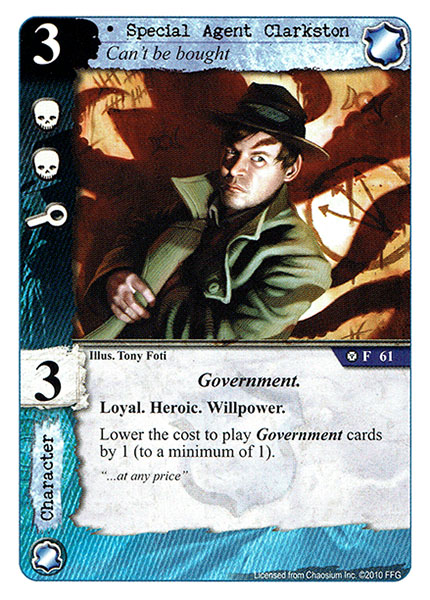 3
• Special Agent Clarkston
Can't be bought
Illus. Tony Foti
F 61
3
Government.
Loyal. Heroic. Willpower.
Lower the cost to play Government cards
by 1 (to a minimum of 1).
"...at any price"
Character
Licensed from Chaosium Inc. ©2010 FFG